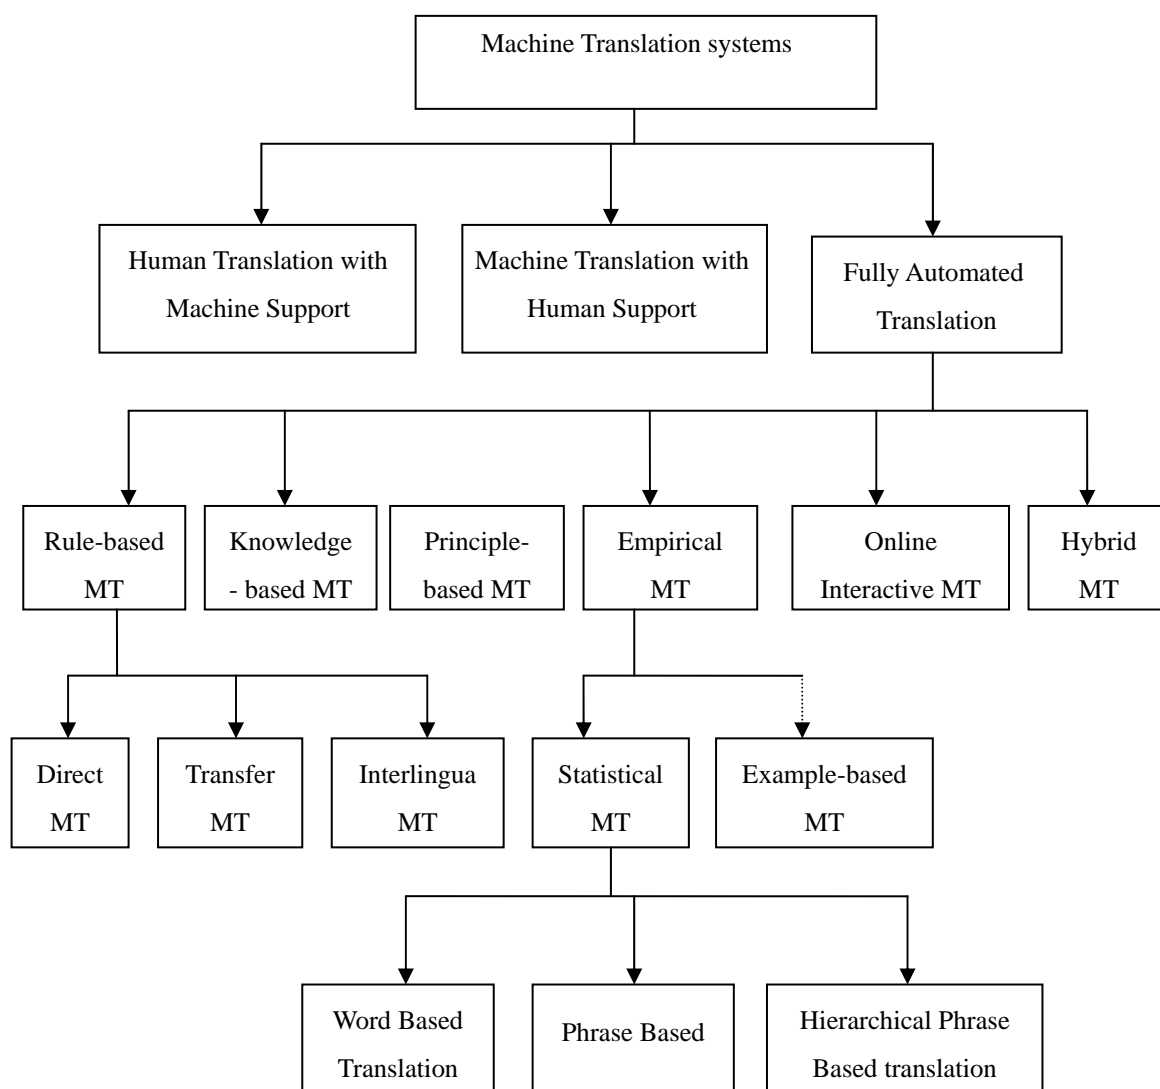 Machine Translation systems
Human Translation with
Machine Support
Machine Translation with
Human Support
Fully Automated
Translation
Rule-based
MT
Knowledge
- based MT
Principle-
based MT
Empirical
MT
Online
Interactive MT
Hybrid
MT
Direct
MT
Transfer
MT
Interlingua
MT
Statistical
MT
Example-based
MT
Word Based
Translation
Phrase Based
Hierarchical Phrase
Based translation